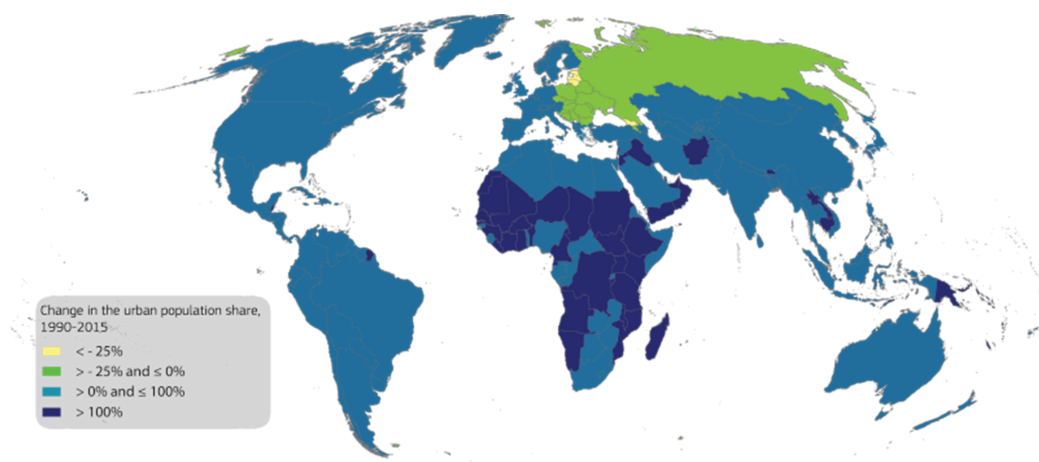 Change in the urban population share,
1990-2015
< - 25%
> - 25% and ≤ 0%
> 0% and ≤ 100%
> 100%